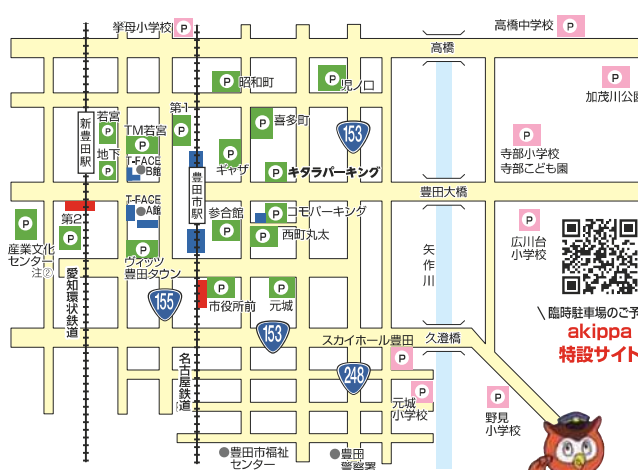 挙母小学校 P
高橋中学校 P
高橋
P 昭和町
P 児ノ口
P
加茂川公園
若宮
P
第1
P
TM若宮
P
P 喜多町
153
P
寺部小学校
寺部こども園
新豊田駅
地下
P
T-FACE
B館
P
ギャザ
P キタラパーキング
豊田市駅
豊田大橋
T-FACE
A館
参合館
P
P コモパーキング
P 西町丸太
P
広川台
小学校
P
産業文化
センター
注②
第2
P
P
ヴィッツ
豊田タウン
矢作川
愛知環状鉄道
155
P
市役所前
P
元城
\ 臨時駐車場のご予
akippa
特設サイト
153
スカイホール豊田
P
久澄橋
名古屋鉄道
248
P
元城
小学校
P
野見
小学校
豊田市福祉
センター
豊田
警察署